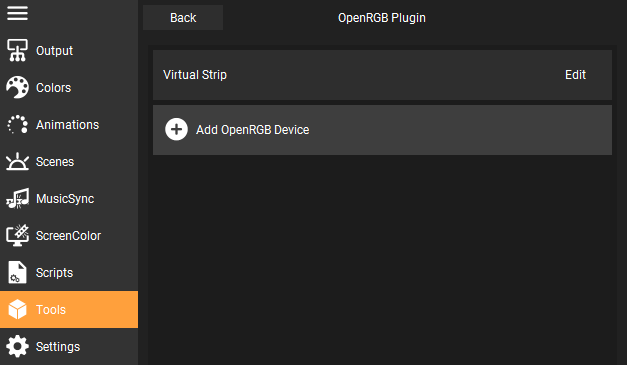 Back
OpenRGB Plugin
Output
Colors
Animations
Scenes
MusicSync
ScreenColor
Scripts
Tools
Settings
Virtual Strip
Edit
Add OpenRGB Device